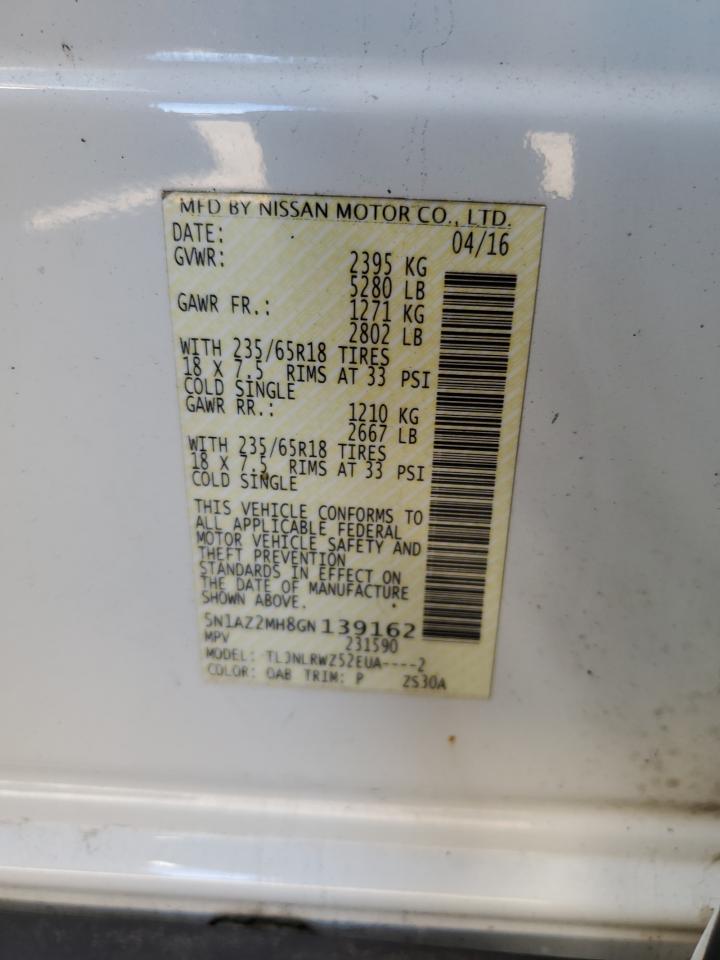 MFD BY NISSAN MOTOR CO., LTD.
DATE: 04/16
GVWR: 2395 KG
5280 LB
GAWR FR.: 1271 KG
2802 LB
WITH 235/65R18 TIRES
18 X 7.5 RIMS AT 33 PSI
COLD SINGLE
GAWR RR.: 1210 KG
2667 LB
WITH 235/65R18 TIRES
18 X 7.5 RIMS AT 33 PSI
COLD SINGLE
THIS VEHICLE CONFORMS TO
ALL APPLICABLE FEDERAL
MOTOR VEHICLE SAFETY AND
THEFT PREVENTION
STANDARDS IN EFFECT ON
THE DATE OF MANUFACTURE
SHOWN ABOVE.
5N1AZ2MH8GN139162
MPV 231590
MODEL: TLJNLRWZ52EUA----2
COLOR: QAB TRIM: P ZS30A